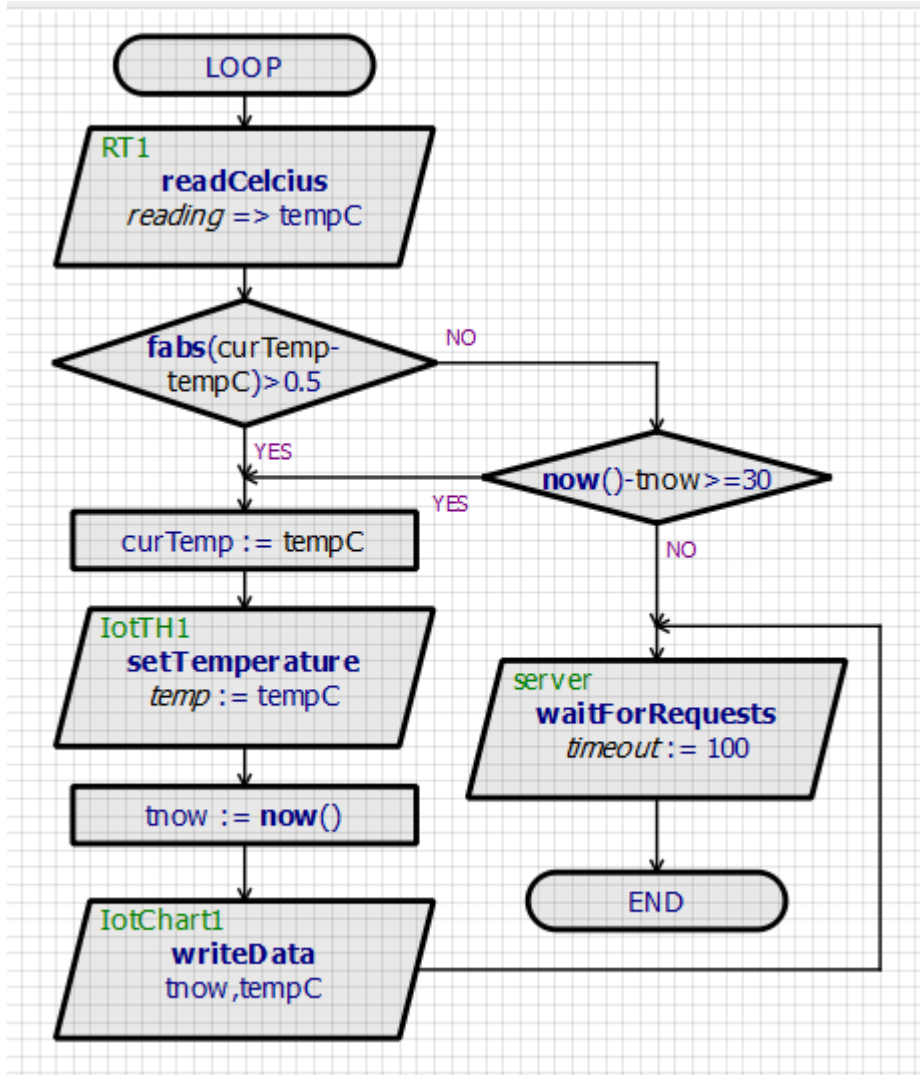 LOOP
RT1
readCelcius
reading => tempC
fabs(curTemp-
tempC)>0.5
NO
YES
now()-tnow>=30
YES
NO
curTemp := tempC
IotTH1
setTemperature
temp := tempC
tnow := now()
IotChart1
writeData
tnow,tempC
server
waitForRequests
timeout := 100
END